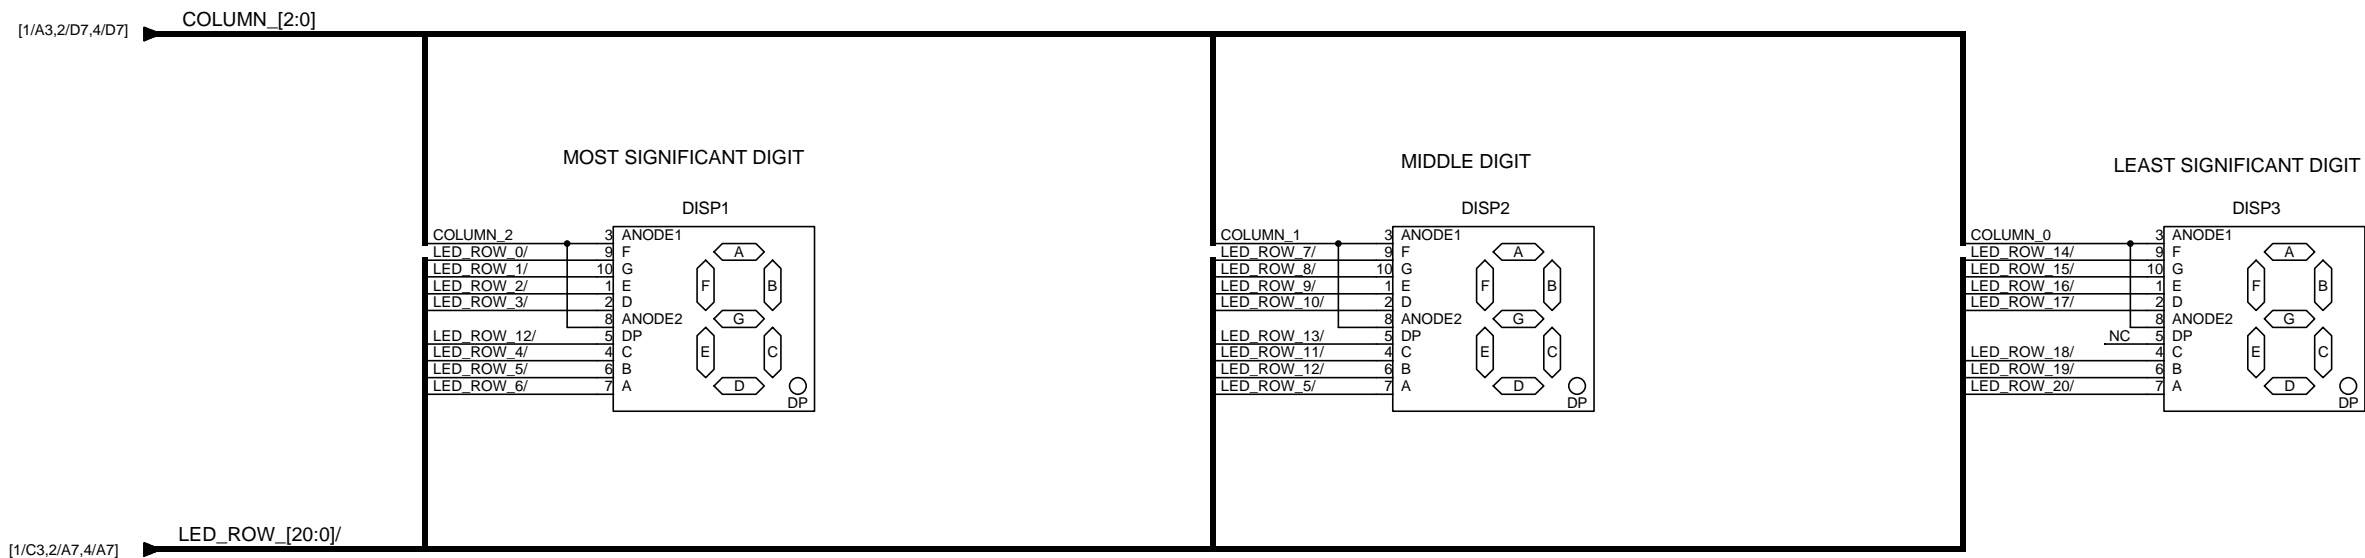 COLUMN_[2:0]
[1/A3,2/D7,4/D7]
MOST SIGNIFICANT DIGIT
MIDDLE DIGIT
LEAST SIGNIFICANT DIGIT
DISP1
COLUMN_2 3 ANODE1
LED_ROW_0/ 9 F
LED_ROW_1/ 10 G
LED_ROW_2/ 1 E
LED_ROW_3/ 2 D
8 ANODE2
LED_ROW_12/ 5 DP
LED_ROW_4/ 4 C
LED_ROW_5/ 6 B
LED_ROW_6/ 7 A
A
F B
G
E C
D
DP
DISP2
COLUMN_1 3 ANODE1
LED_ROW_7/ 9 F
LED_ROW_8/ 10 G
LED_ROW_9/ 1 E
LED_ROW_10/ 2 D
8 ANODE2
LED_ROW_13/ 5 DP
LED_ROW_11/ 4 C
LED_ROW_12/ 6 B
LED_ROW_5/ 7 A
A
F B
G
E C
D
DP
DISP3
COLUMN_0 3 ANODE1
LED_ROW_14/ 9 F
LED_ROW_15/ 10 G
LED_ROW_16/ 1 E
LED_ROW_17/ 2 D
8 ANODE2
NC 5 DP
LED_ROW_18/ 4 C
LED_ROW_19/ 6 B
LED_ROW_20/ 7 A
A
F B
G
E C
D
DP
LED_ROW_[20:0]/
[1/C3,2/A7,4/A7]